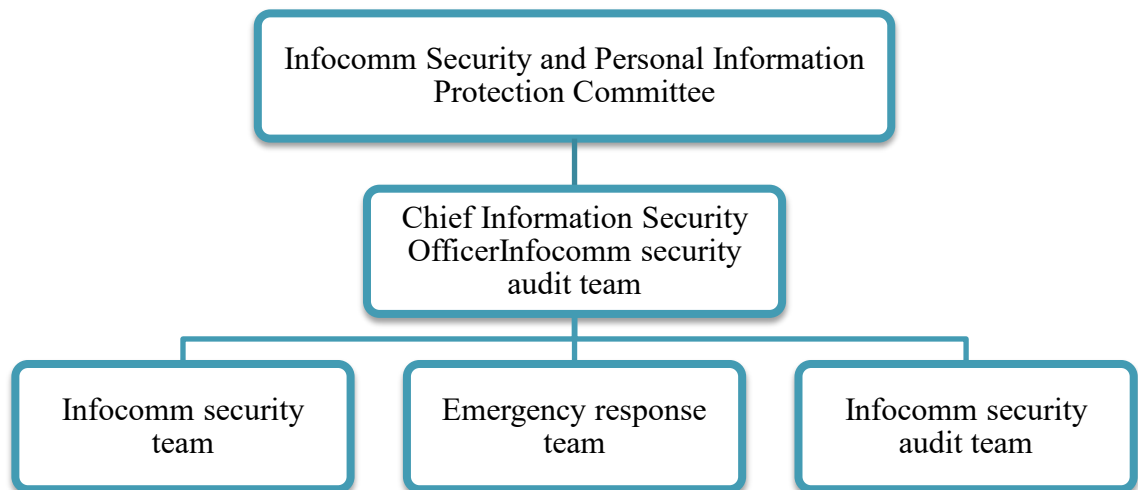 Infocomm Security and Personal Information
Protection Committee
Chief Information Security
OfficerInfocomm security
audit team
Infocomm security
team
Emergency response
team
Infocomm security
audit team